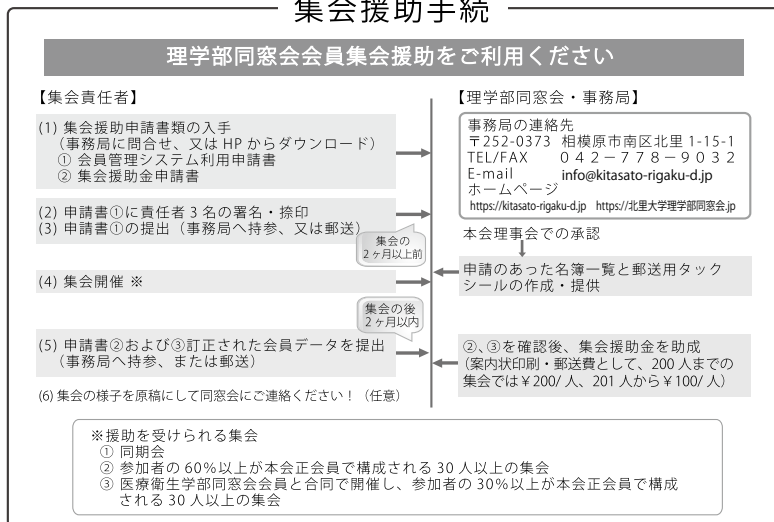 集会援助手続
理学部同窓会会員集会援助をご利用ください
【集会責任者】
(1) 集会援助申請書類の入手
（事務局に問合せ、又は HP からダウンロード）
① 会員管理システム利用申請書
② 集会援助金申請書
(2) 申請書①に責任者 3 名の署名・捺印
(3) 申請書①の提出（事務局へ持参、又は郵送）
集会の
2 ヶ月以上前
(4) 集会開催 ※
集会の後
2 ヶ月以内
(5) 申請書②および③訂正された会員データを提出
（事務局へ持参、または郵送）
(6) 集会の様子を原稿にして同窓会にご連絡ください！（任意）
【理学部同窓会・事務局】
事務局の連絡先
〒252-0373 相模原市南区北里 1-15-1
TEL/FAX ０４２－７７８－９０３２
E-mail info@kitasato-rigaku-d.jp
ホームページ
https://kitasato-rigaku-d.jp https://北里大学理学部同窓会.jp
本会理事会での承認
申請のあった名簿一覧と郵送用タック
シールの作成・提供
②、③を確認後、集会援助金を助成
（案内状印刷・郵送費として、200 人までの
集会では￥200/ 人、201 人から￥100/ 人）
※援助を受けられる集会
① 同期会
② 参加者の 60％以上が本会正会員で構成される 30 人以上の集会
③ 医療衛生学部同窓会会員と合同で開催し、参加者の 30％以上が本会正会員で構成
される 30 人以上の集会